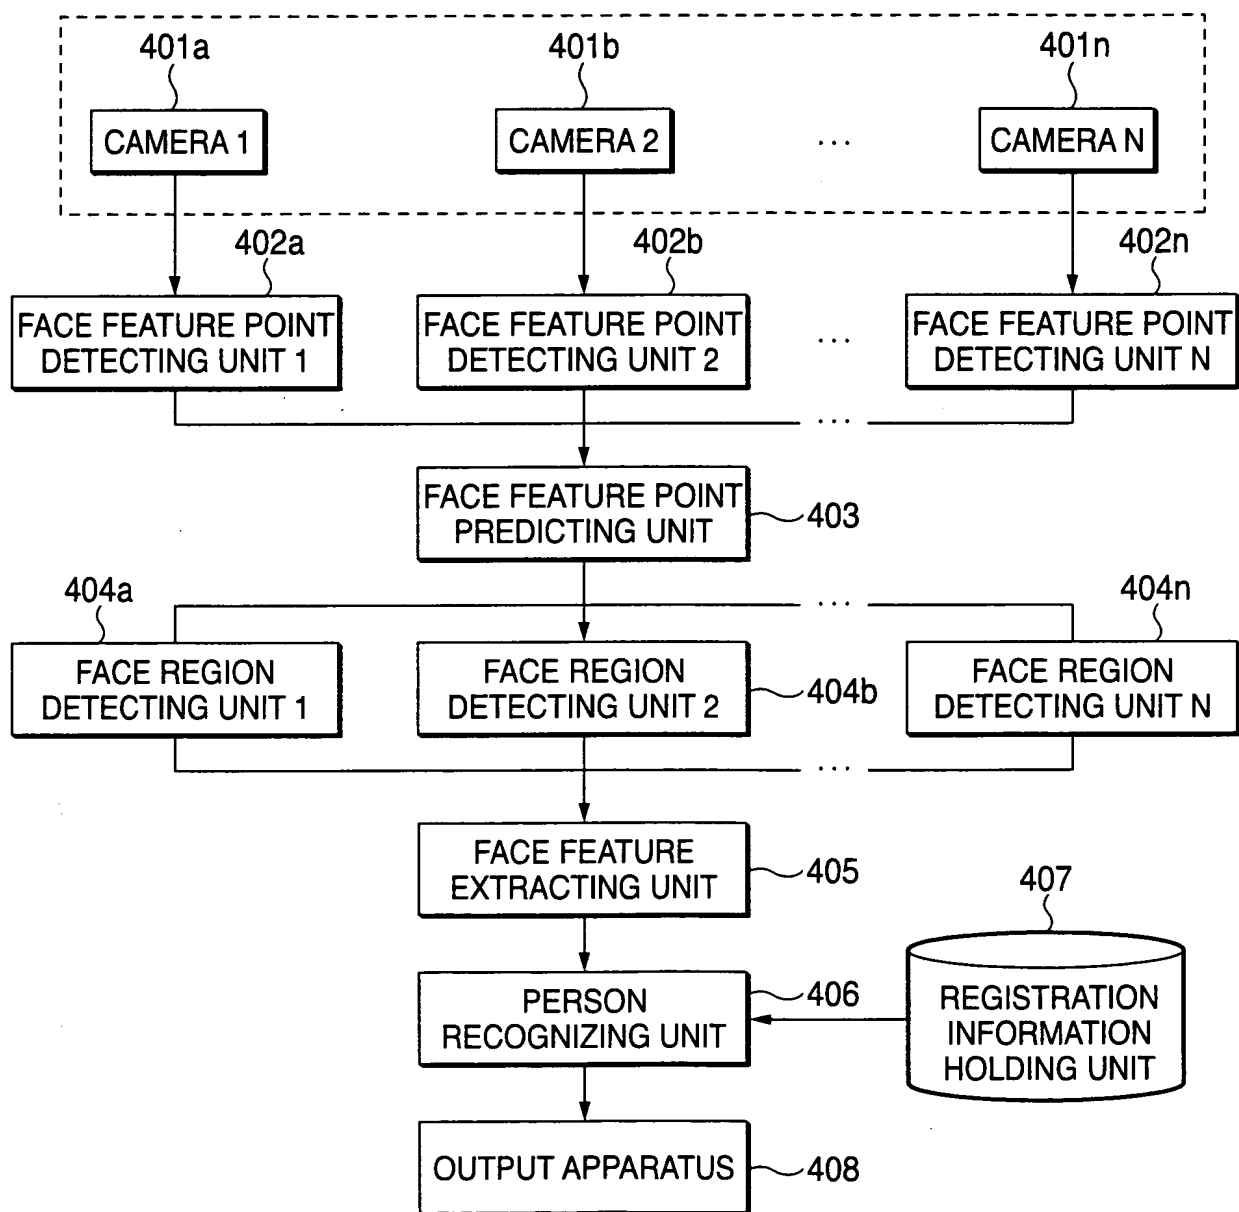 401a
401b
401n
CAMERA 1
CAMERA 2
...
CAMERA N
402a
402b
402n
FACE FEATURE POINT
DETECTING UNIT 1
FACE FEATURE POINT
DETECTING UNIT 2
...
FACE FEATURE POINT
DETECTING UNIT N
...
FACE FEATURE POINT
PREDICTING UNIT
403
404a
...
404n
FACE REGION
DETECTING UNIT 1
FACE REGION
DETECTING UNIT 2
404b
FACE REGION
DETECTING UNIT N
...
FACE FEATURE
EXTRACTING UNIT
405
407
PERSON
RECOGNIZING UNIT
406
REGISTRATION
INFORMATION
HOLDING UNIT
OUTPUT APPARATUS
408